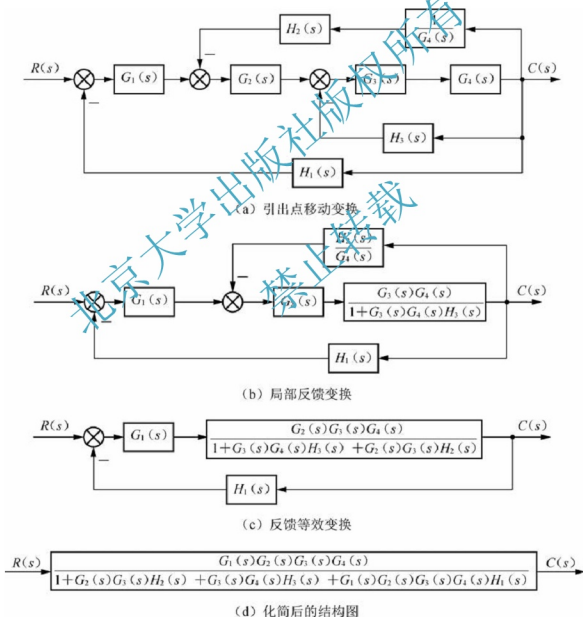 1
H₂(s)
G₄(s)
R(s)
G₁(s)
G₂(s)
G₃(s)
G₄(s)
C(s)
H₃(s)
H₁(s)
(a) 引出点移动变换
H₂(s)
G₄(s)
R(s)
G₁(s)
G₂(s)
G₃(s)G₄(s)
1+G₃(s)G₄(s)H₃(s)
C(s)
H₁(s)
(b) 局部反馈变换
R(s)
G₁(s)
G₂(s)G₃(s)G₄(s)
1+G₃(s)G₄(s)H₃(s) +G₂(s)G₃(s)H₂(s)
C(s)
H₁(s)
(c) 反馈等效变换
R(s)
G₁(s)G₂(s)G₃(s)G₄(s)
1+G₂(s)G₃(s)H₂(s) +G₃(s)G₄(s)H₃(s) +G₁(s)G₂(s)G₃(s)G₄(s)H₁(s)
C(s)
(d) 化简后的结构图
北京大学出版社版权所有
禁止转载